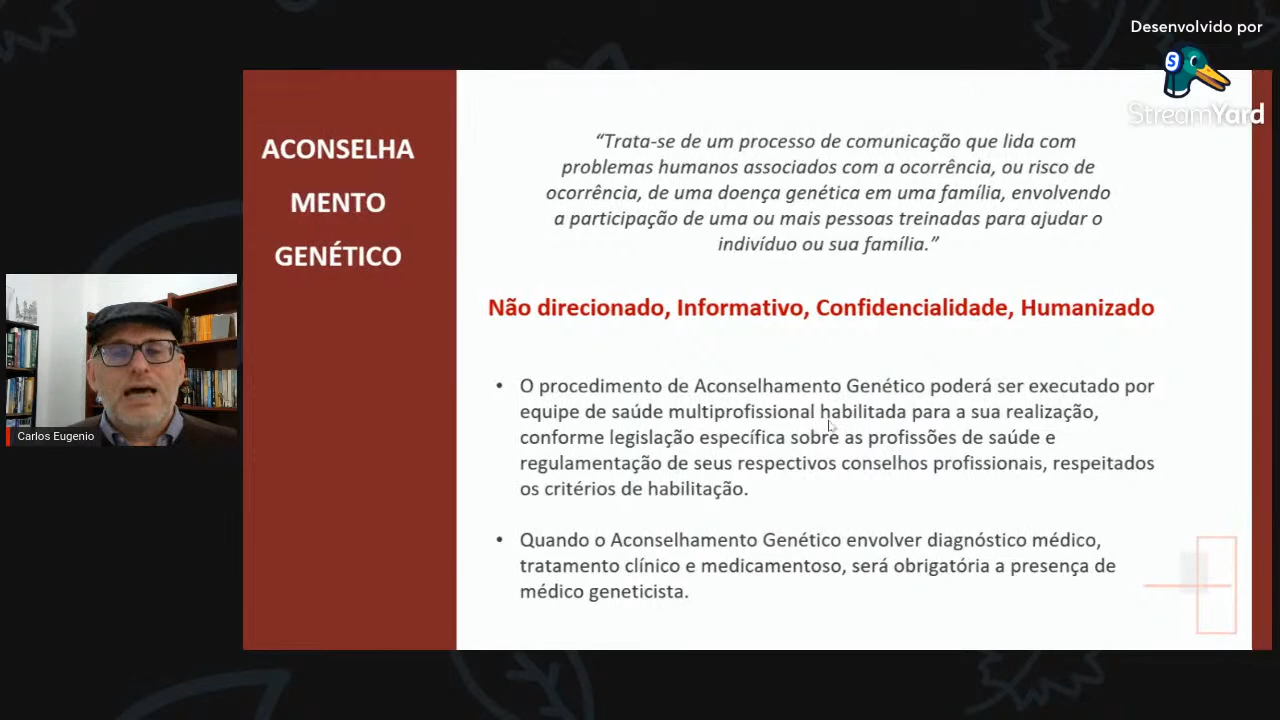 Desenvolvido por
StreamYard
ACONSELHA
MENTO
GENÉTICO
“Trata-se de um processo de comunicação que lida com
problemas humanos associados com a ocorrência, ou risco de
ocorrência, de uma doença genética em uma família, envolvendo
a participação de uma ou mais pessoas treinadas para ajudar o
indivíduo ou sua família.”
Não direcionado, Informativo, Confidencialidade, Humanizado
• O procedimento de Aconselhamento Genético poderá ser executado por
equipe de saúde multiprofissional habilitada para a sua realização,
conforme legislação específica sobre as profissões de saúde e
regulamentação de seus respectivos conselhos profissionais, respeitados
os critérios de habilitação.
• Quando o Aconselhamento Genético envolver diagnóstico médico,
tratamento clínico e medicamentoso, será obrigatória a presença de
médico geneticista.
Carlos Eugenio